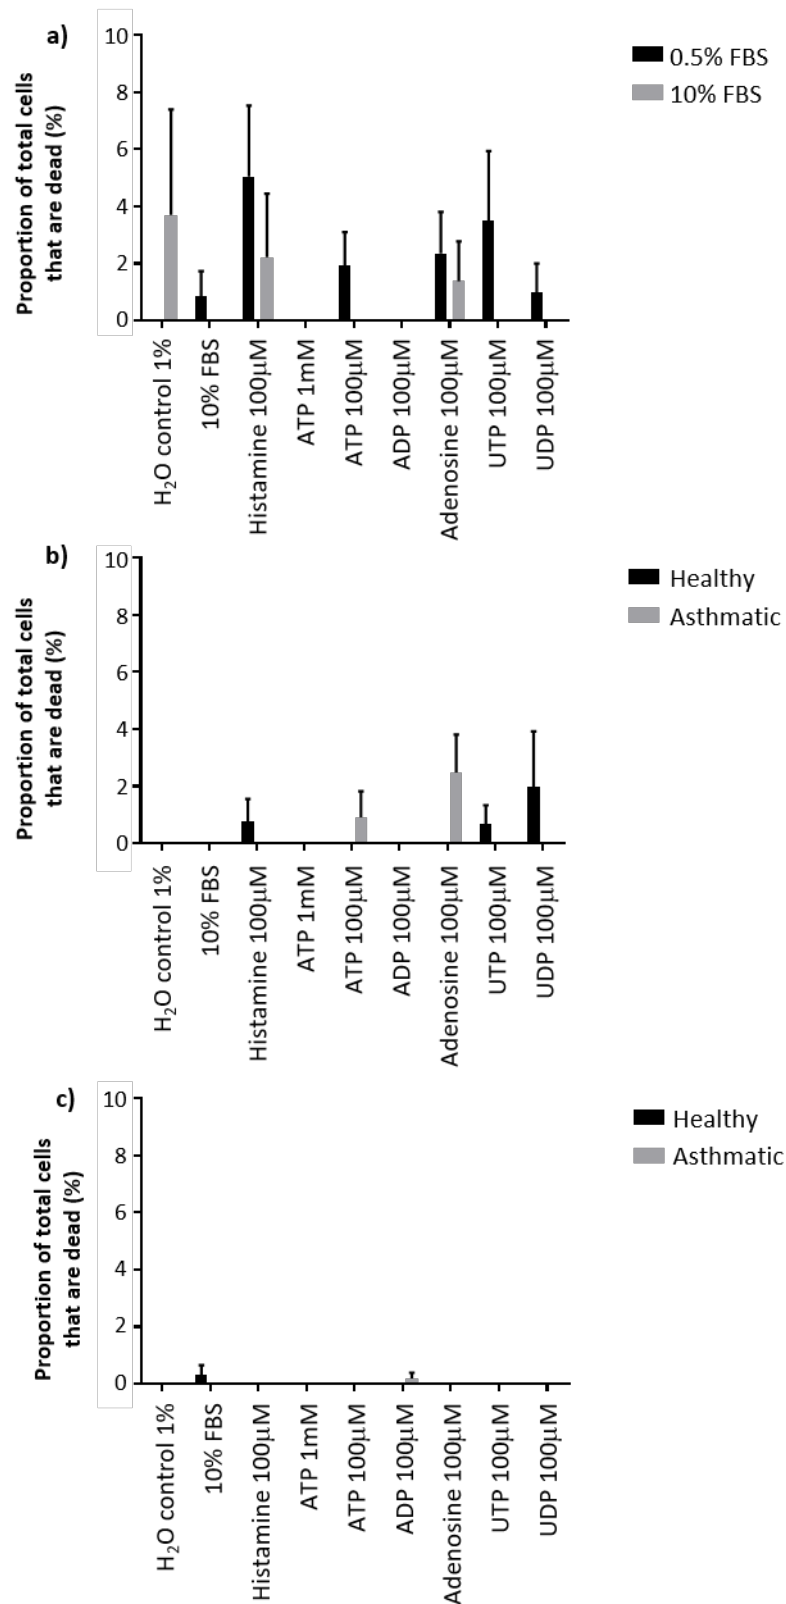 a)
Proportion of total cells
that are dead (%)
10
8
6
4
2
0
0.5% FBS
10% FBS
H₂O control 1%
10% FBS
Histamine 100µM
ATP 1mM
ATP 100µM
ADP 100µM
Adenosine 100µM
UTP 100µM
UDP 100µM
b)
Proportion of total cells
that are dead (%)
10
8
6
4
2
0
Healthy
Asthmatic
H₂O control 1%
10% FBS
Histamine 100µM
ATP 1mM
ATP 100µM
ADP 100µM
Adenosine 100µM
UTP 100µM
UDP 100µM
c)
Proportion of total cells
that are dead (%)
10
8
6
4
2
0
Healthy
Asthmatic
H₂O control 1%
10% FBS
Histamine 100µM
ATP 1mM
ATP 100µM
ADP 100µM
Adenosine 100µM
UTP 100µM
UDP 100µM